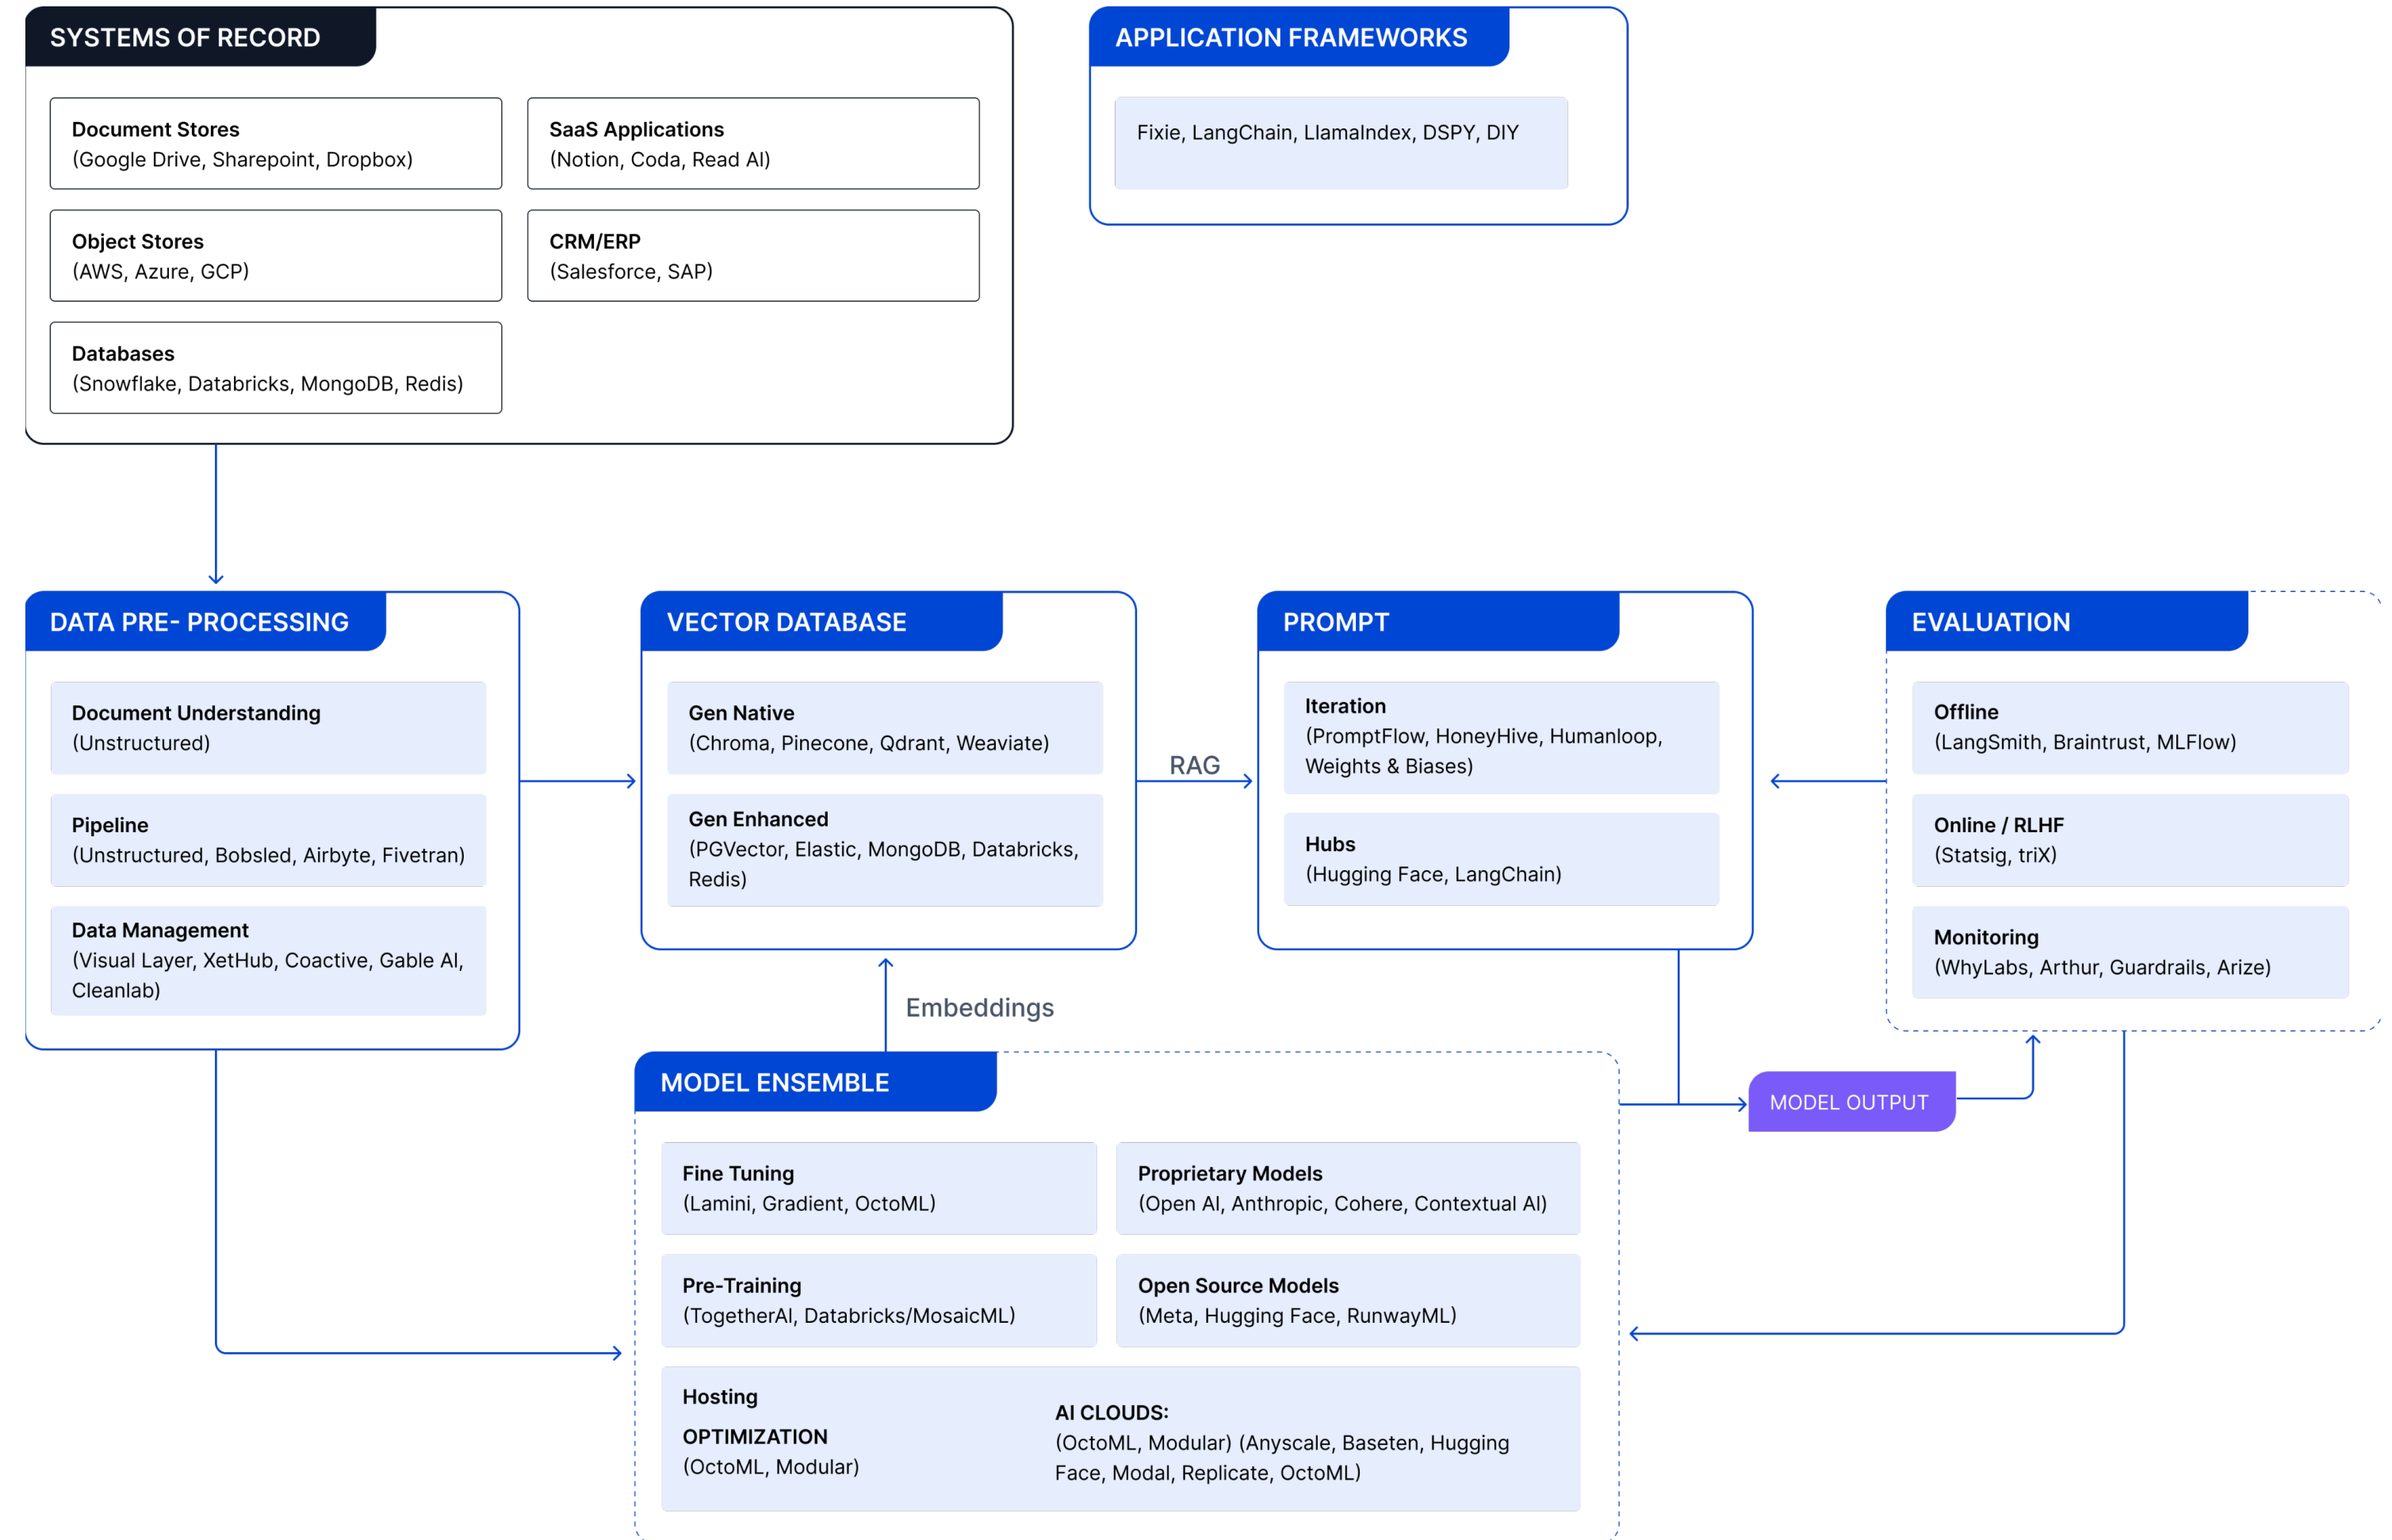 SYSTEMS OF RECORD
Document Stores
(Google Drive, Sharepoint, Dropbox)
SaaS Applications
(Notion, Coda, Read AI)
Object Stores
(AWS, Azure, GCP)
CRM/ERP
(Salesforce, SAP)
Databases
(Snowflake, Databricks, MongoDB, Redis)
APPLICATION FRAMEWORKS
Fixie, LangChain, LlamaIndex, DSPY, DIY
DATA PRE- PROCESSING
Document Understanding
(Unstructured)
Pipeline
(Unstructured, Bobsled, Airbyte, Fivetran)
Data Management
(Visual Layer, XetHub, Coactive, Gable AI,
Cleanlab)
VECTOR DATABASE
Gen Native
(Chroma, Pinecone, Qdrant, Weaviate)
Gen Enhanced
(PGVector, Elastic, MongoDB, Databricks,
Redis)
RAG
PROMPT
Iteration
(PromptFlow, HoneyHive, Humanloop,
Weights & Biases)
Hubs
(Hugging Face, LangChain)
EVALUATION
Offline
(LangSmith, Braintrust, MLFlow)
Online / RLHF
(Statsig, triX)
Monitoring
(WhyLabs, Arthur, Guardrails, Arize)
Embeddings
MODEL ENSEMBLE
Fine Tuning
(Lamini, Gradient, OctoML)
Proprietary Models
(Open AI, Anthropic, Cohere, Contextual AI)
Pre-Training
(TogetherAI, Databricks/MosaicML)
Open Source Models
(Meta, Hugging Face, RunwayML)
Hosting
OPTIMIZATION
(OctoML, Modular)
AI CLOUDS:
(OctoML, Modular) (Anyscale, Baseten, Hugging
Face, Modal, Replicate, OctoML)
MODEL OUTPUT